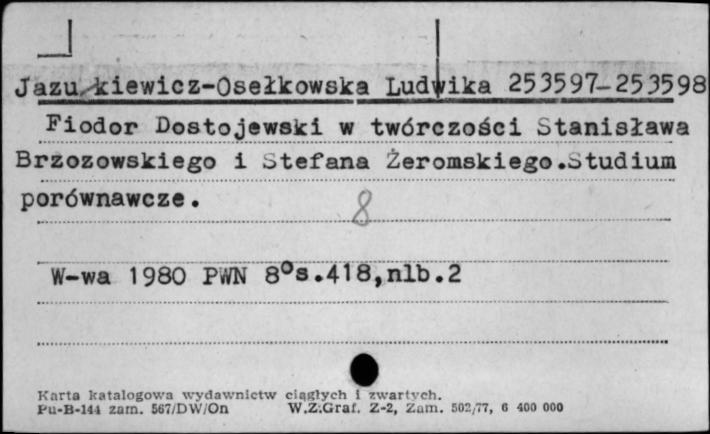 Jazukiewicz-Osełkowska Ludwika 253597-253598
Fiodor Dostojewski w twórczości Stanisława
Brzozowskiego i Stefana Żeromskiego.Studium
porównawcze.
8
W-wa 1980 PWN 8°s.418,nlb.2
Karta katalogowa wydawnictw ciągłych i zwartych.
Pu-B-144 zam. 567/DW/On W.Z.Graf. Z-2, Zam. 502/77, 6 400 000